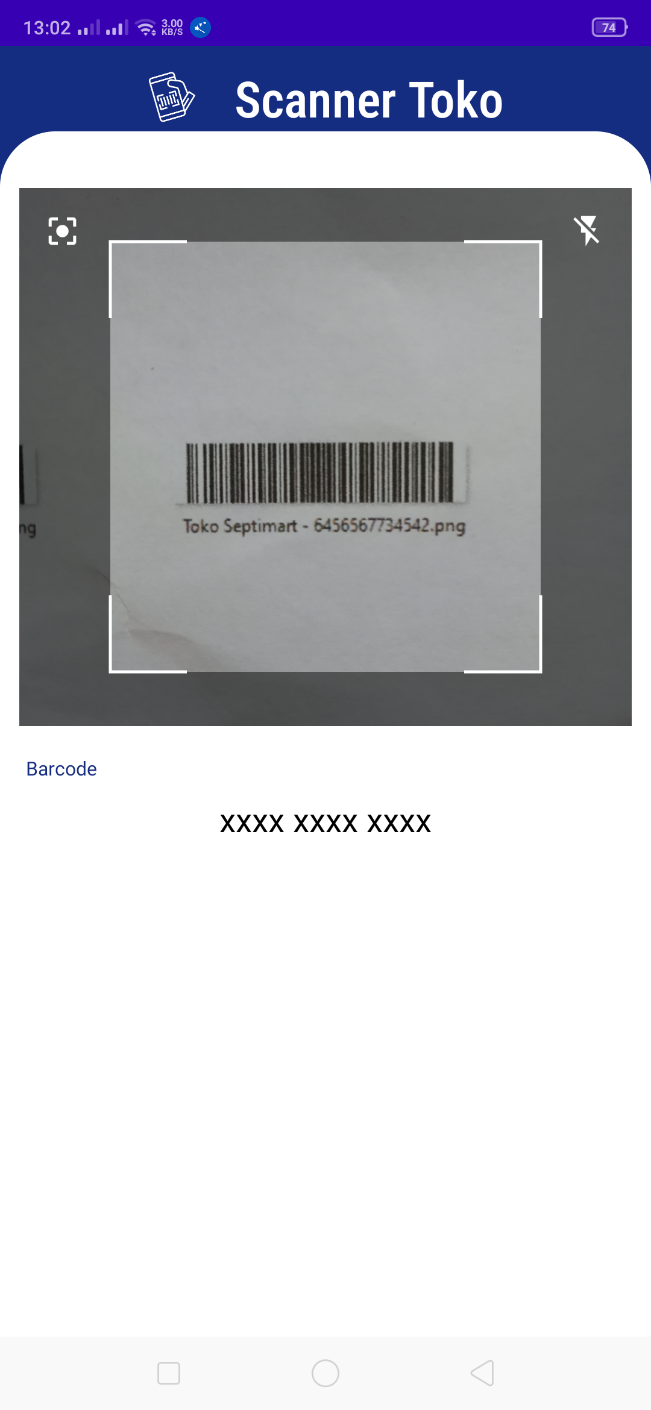 13:02
3.00
KB/S
74
Scanner Toko
Toko Septimart - 6456567734542.png
ng
Barcode
xxxx xxxx xxxx